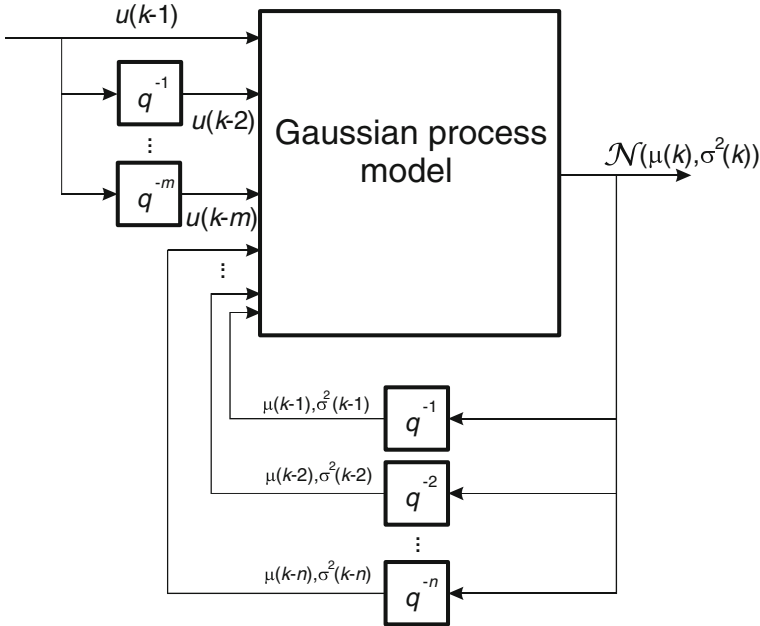 u(k-1)
q⁻¹
u(k-2)
⋮
q⁻ᵐ
u(k-m)
⋮
Gaussian process
model
𝒩(μ(k),σ²(k))
μ(k-1),σ²(k-1)
q⁻¹
μ(k-2),σ²(k-2)
q⁻²
⋮
μ(k-n),σ²(k-n)
q⁻ⁿ